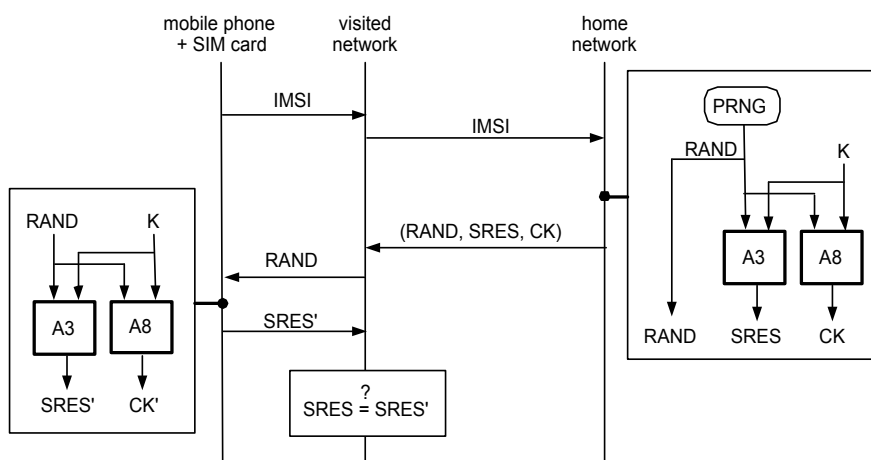 mobile phone
+ SIM card
visited
network
home
network
IMSI
IMSI
PRNG
RAND
K
A3
A8
RAND
SRES
CK
(RAND, SRES, CK)
RAND
RAND
K
A3
A8
SRES'
CK'
SRES'
?
SRES = SRES'